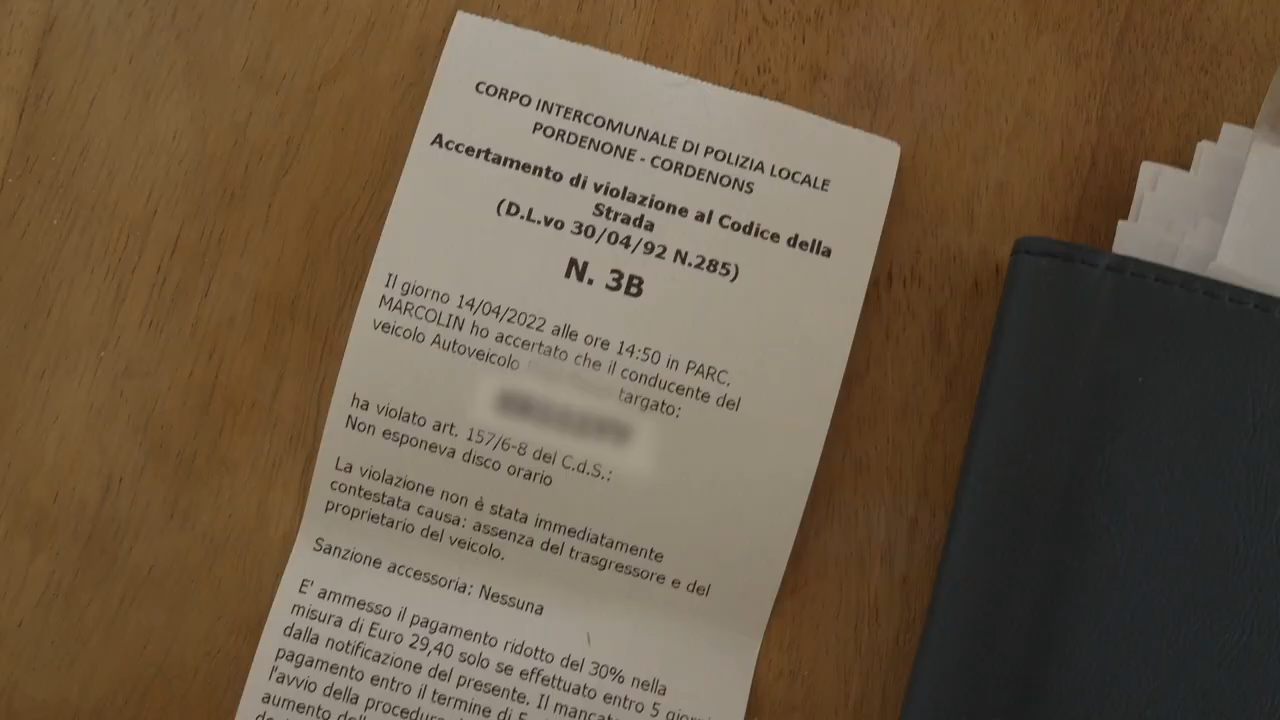 CORPO INTERCOMUNALE DI POLIZIA LOCALE
PORDENONE - CORDENONS
Accertamento di violazione al Codice della
Strada
(D.L.vo 30/04/92 N.285)
N. 3B
Il giorno 14/04/2022 alle ore 14:50 in PARC.
MARCOLIN ho accertato che il conducente del
veicolo Autoveicolo targato:
ha violato art. 157/6-8 del C.d.S.:
Non esponeva disco orario
La violazione non è stata immediatamente
contestata causa: assenza del trasgressore e del
proprietario del veicolo.
Sanzione accessoria: Nessuna
E' ammesso il pagamento ridotto del 30% nella
misura di Euro 29,40 solo se effettuato entro 5 giorni
dalla notificazione del presente. Il mancato
pagamento entro il termine di 5
l'avvio della procedura
aumento della